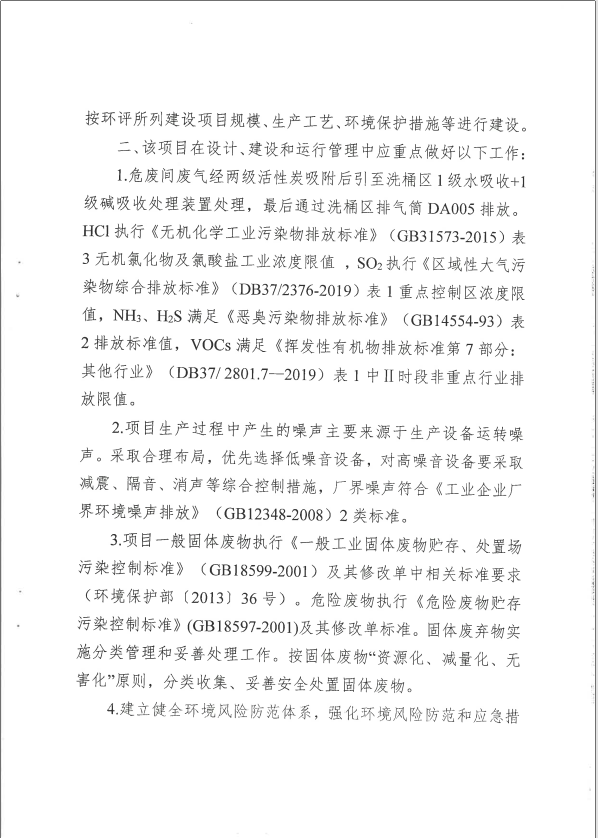 按环评所列建设项目规模、生产工艺、环境保护措施等进行建设。
二、该项目在设计、建设和运行管理中应重点做好以下工作:
1.危废间废气经两级活性炭吸附后引至洗桶区1级水吸收+1
级碱吸收处理装置处理，最后通过洗桶区排气筒DA005排放。
HCl执行《无机化学工业污染物排放标准》（GB31573-2015）表
3无机氯化物及氯酸盐工业浓度限值，SO₂执行《区域性大气污
染物综合排放标准》（DB37/2376-2019）表1重点控制区浓度限
值，NH₃、H₂S满足《恶臭污染物排放标准》（GB14554-93）表
2排放标准值，VOCs满足《挥发性有机物排放标准第7部分:
其他行业》（DB37/ 2801.7—2019）表1中Ⅱ时段非重点行业排
放限值。
2.项目生产过程中产生的噪声主要来源于生产设备运转噪
声。采取合理布局，优先选择低噪音设备，对高噪音设备要采取
减震、隔音、消声等综合控制措施，厂界噪声符合《工业企业厂
界环境噪声排放》（GB12348-2008）2类标准。
3.项目一般固体废物执行《一般工业固体废物贮存、处置场
污染控制标准》（GB18599-2001）及其修改单中相关标准要求
（环境保护部〔2013〕36号）。危险废物执行《危险废物贮存
污染控制标准》(GB18597-2001)及其修改单标准。固体废弃物实
施分类管理和妥善处理工作。按固体废物“资源化、减量化、无
害化”原则，分类收集、妥善安全处置固体废物。
4.建立健全环境风险防范体系，强化环境风险防范和应急措